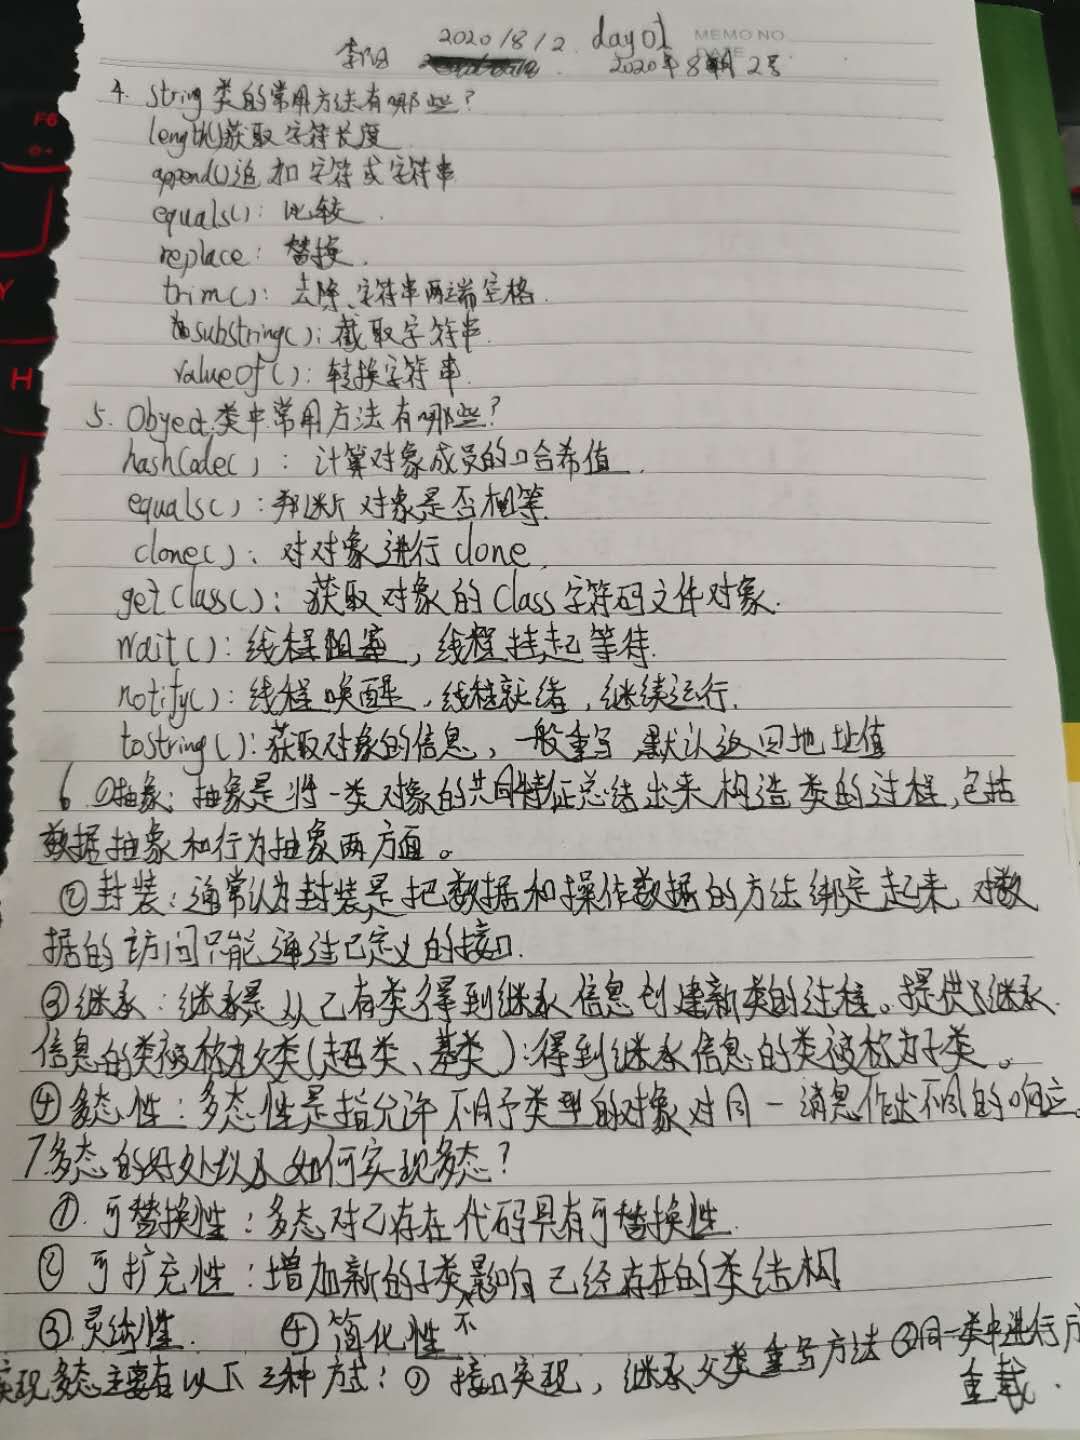 2020/8/2. day01 MEMO NO
李阳 2020年8月2号
4. String类的常用方法有哪些?
length()获取字符长度
append()追加字符或字符串
equals(): 比较.
replace: 替换.
trim(): 去除字符串两端空格.
substring(): 截取字符串.
valueOf(): 转换字符串.
5. Object类中常用方法有哪些?
hashCode(): 计算对象成员的哈希值.
equals(): 判断对象是否相等.
clone(): 对对象进行clone.
getClass(): 获取对象的Class字符码文件对象.
wait(): 线程阻塞,线程挂起等待.
notify(): 线程唤醒,线程就绪,继续运行.
toString(): 获取对象的信息,一般重写 默认返回地址值
6 ①抽象: 抽象是将一类对象的共同特征总结出来构造类的过程,包括
数据抽象和行为抽象两方面。
②封装:通常认为封装是把数据和操作数据的方法绑定起来,对数
据的访问只能通过已定义的接口.
③继承:继承是从已有类得到继承信息创建新类的过程。提供了继承
信息的类被称为父类(超类、基类):得到继承信息的类被称为子类。
④多态性:多态性是指允许不同子类型的对象对同一消息作出不同的响应。
7.多态的好处以及如何实现多态?
①.可替换性:多态对已存在代码具有可替换性.
②可扩充性:增加新的子类不影响已经存在的类结构
③灵活性. ④简化性
实现多态主要有以下三种方式:① 接口实现,继承父类重写方法 ③同一类中进行方
重载.